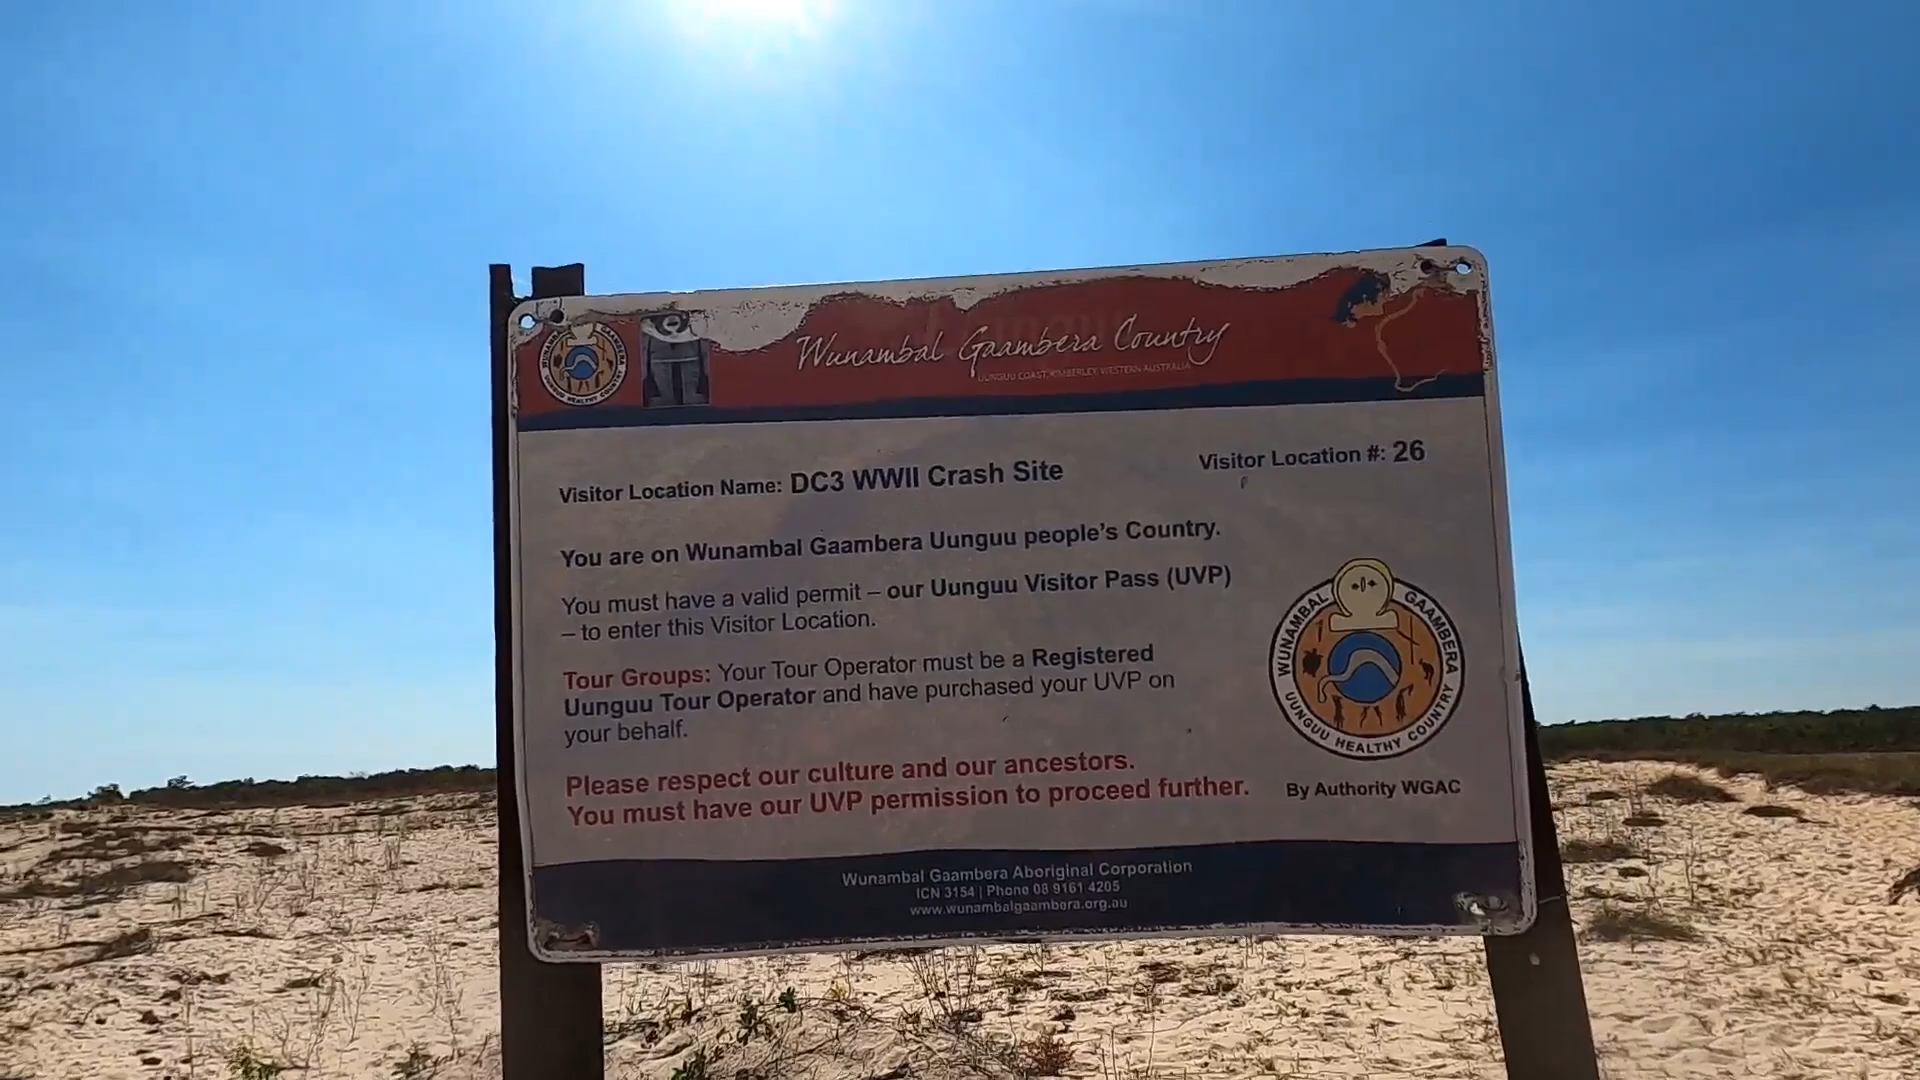 Wunambal Gaambera Country
UUNGUU COAST, KIMBERLEY, WESTERN AUSTRALIA
Visitor Location Name: DC3 WWII Crash Site
Visitor Location #: 26
You are on Wunambal Gaambera Uunguu people's Country.
You must have a valid permit – our Uunguu Visitor Pass (UVP)
– to enter this Visitor Location.
Tour Groups: Your Tour Operator must be a Registered
Uunguu Tour Operator and have purchased your UVP on
your behalf.
Please respect our culture and our ancestors.
You must have our UVP permission to proceed further.
WUNAMBAL GAAMBERA
UUNGUU HEALTHY COUNTRY
By Authority WGAC
Wunambal Gaambera Aboriginal Corporation
ICN 3154 | Phone 08 9161 4205
www.wunambalgaambera.org.au